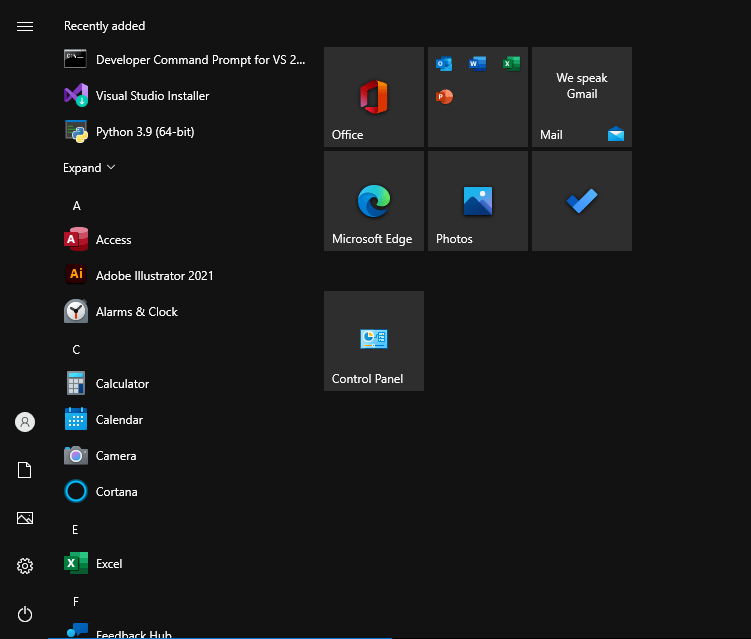 Recently added
Developer Command Prompt for VS 2...
Visual Studio Installer
Python 3.9 (64-bit)
Expand
A
Access
Adobe Illustrator 2021
Alarms & Clock
C
Calculator
Calendar
Camera
Cortana
E
Excel
F
Feedback Hub
Office
We speak
Gmail
Mail
Microsoft Edge
Photos
Control Panel